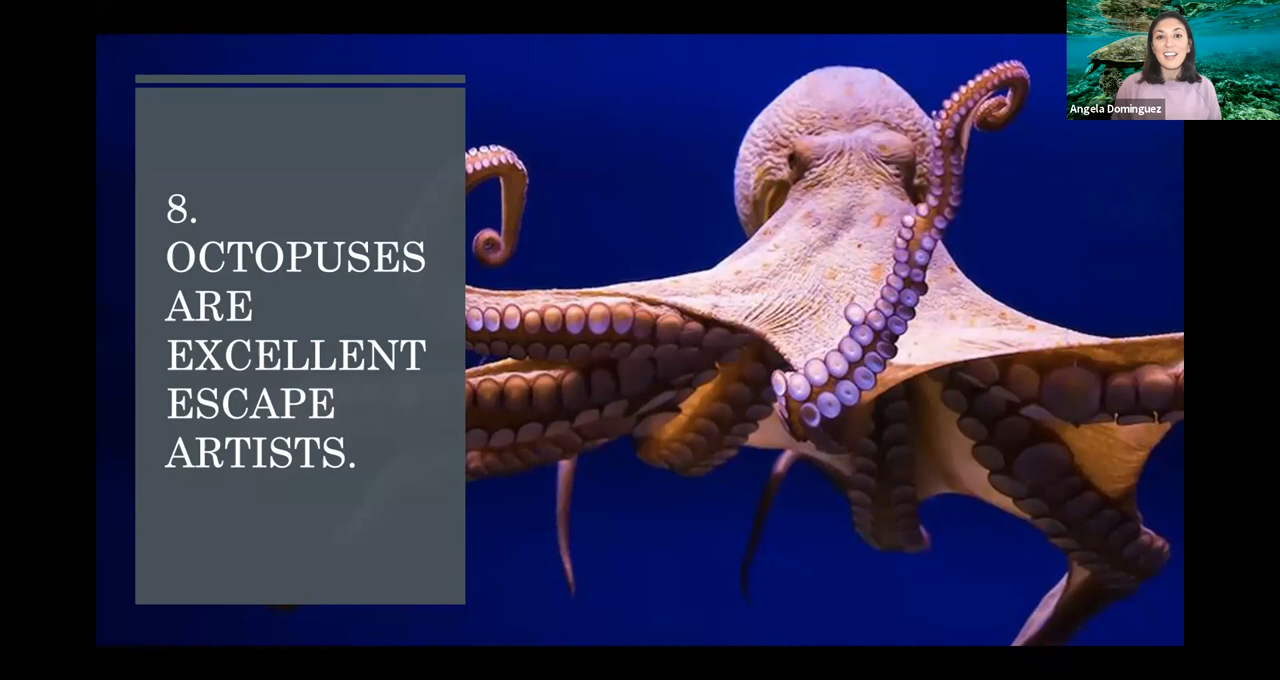 8.
OCTOPUSES
ARE
EXCELLENT
ESCAPE
ARTISTS.
Angela Dominguez